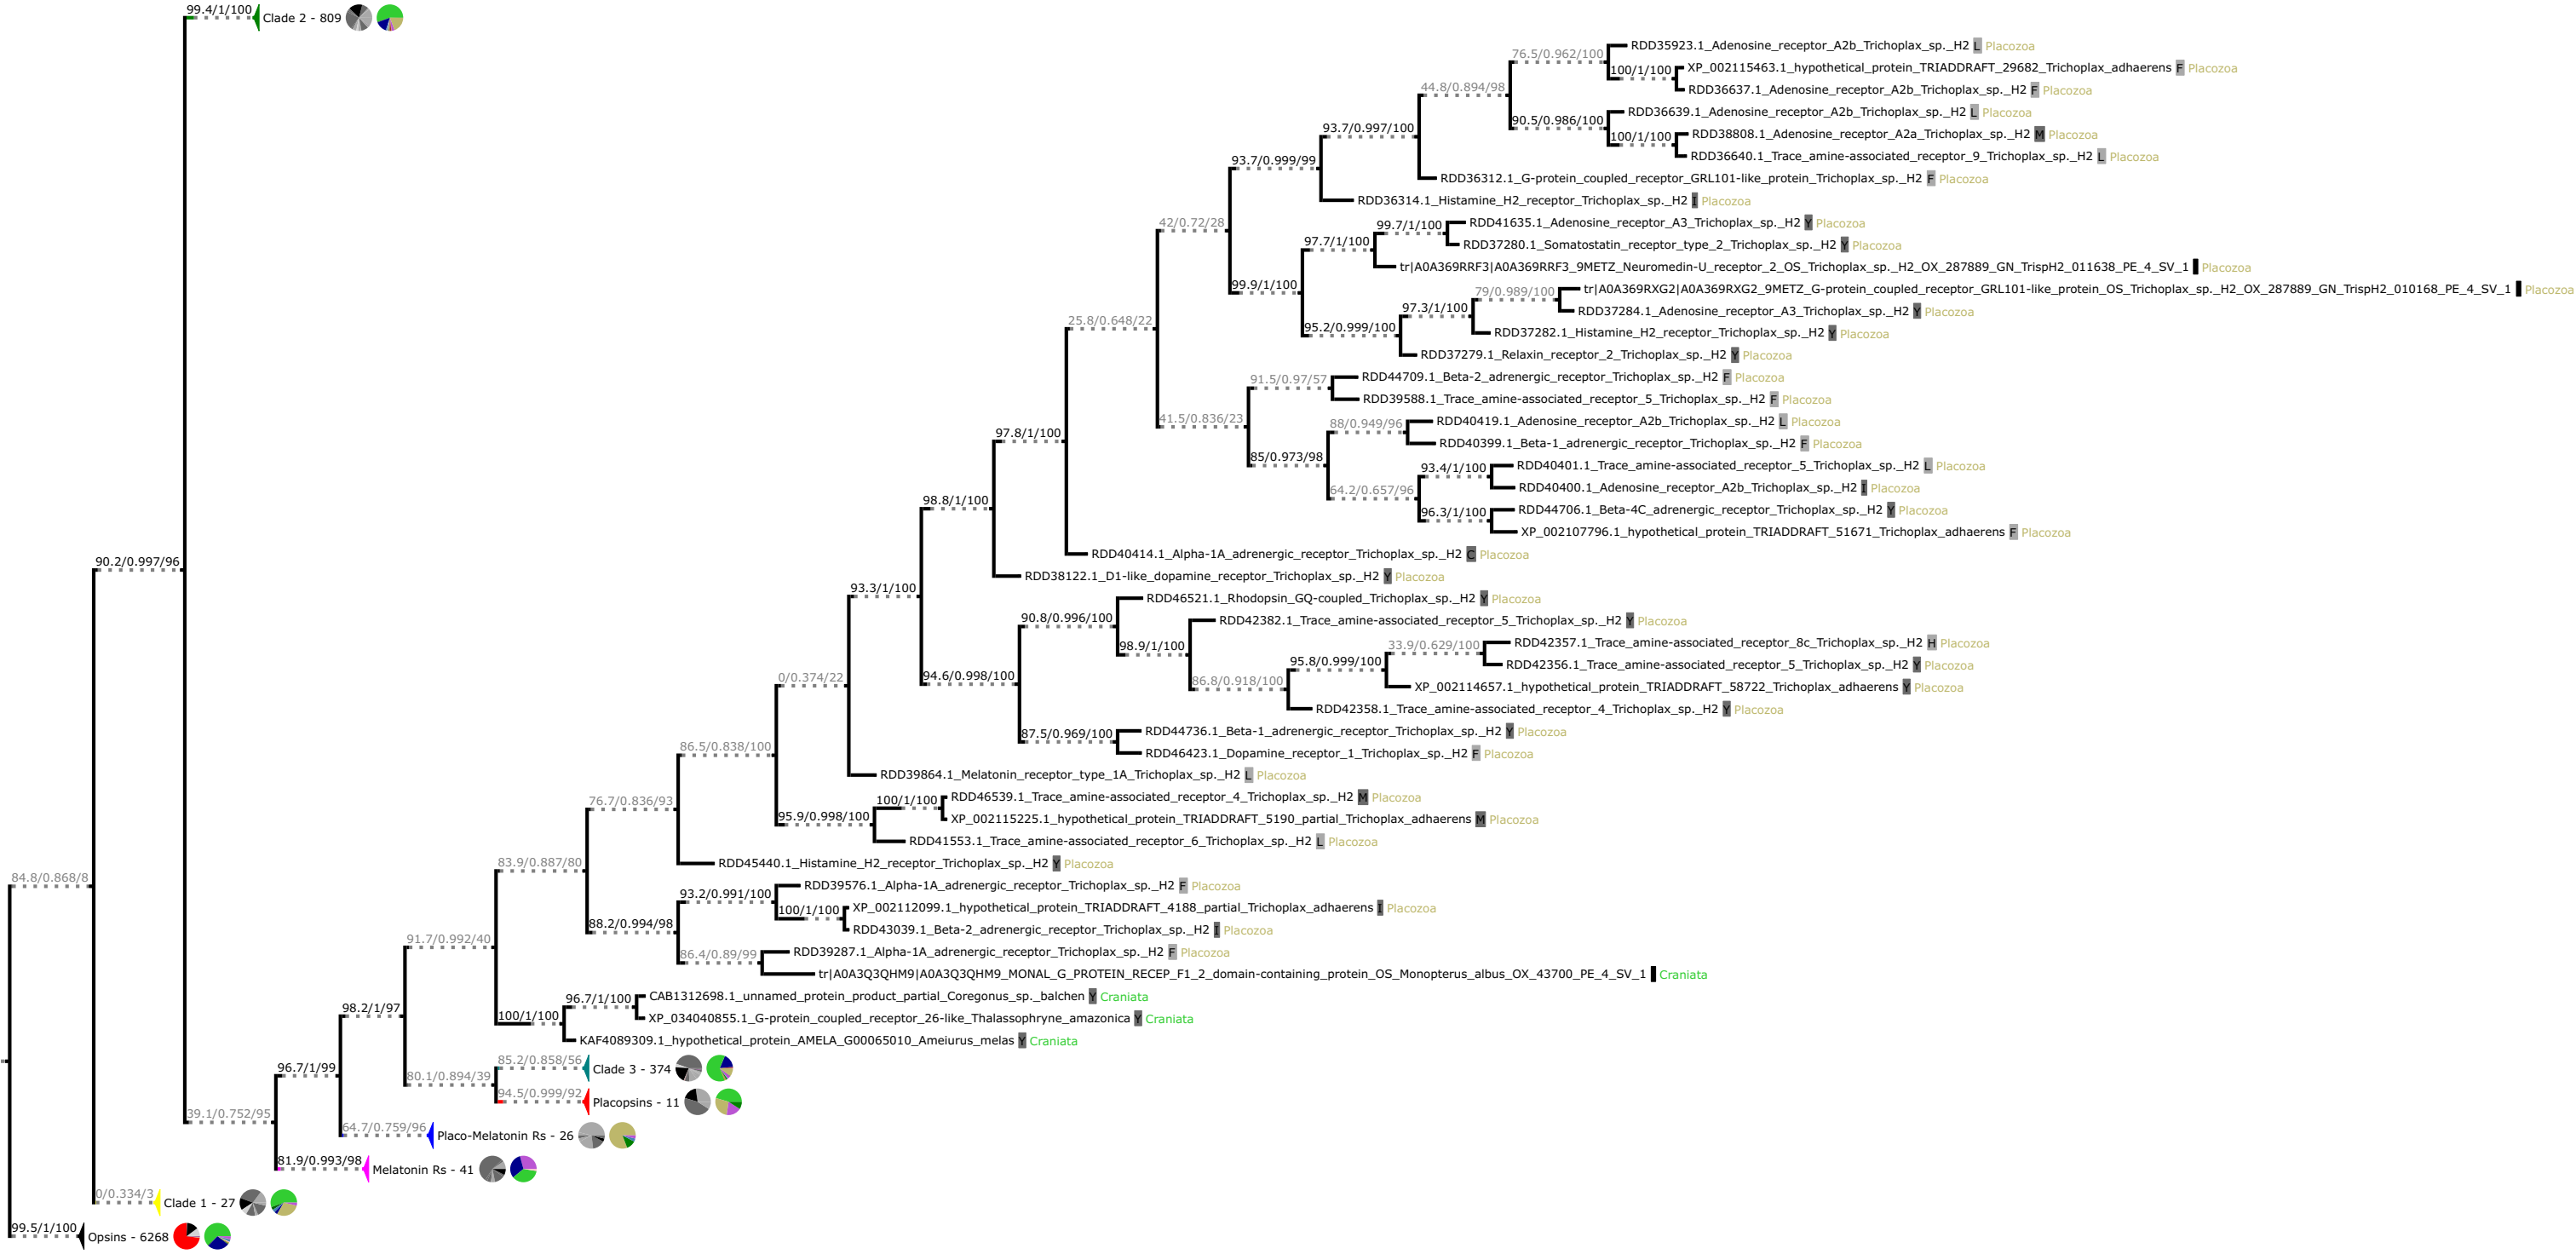 99.4/1/100 Clade 2 - 809
76.5/0.962/100 RDD35923.1_Adenosine_receptor_A2b_Trichoplax_sp._H2 L Placozoa
100/1/100 XP_002115463.1_hypothetical_protein_TRIADDRAFT_29682_Trichoplax_adhaerens F Placozoa
44.8/0.894/98 RDD36637.1_Adenosine_receptor_A2b_Trichoplax_sp._H2 F Placozoa
RDD36639.1_Adenosine_receptor_A2b_Trichoplax_sp._H2 L Placozoa
93.7/0.997/100 90.5/0.986/100 100/1/100 RDD38808.1_Adenosine_receptor_A2a_Trichoplax_sp._H2 M Placozoa
93.7/0.999/99 RDD36640.1_Trace_amine-associated_receptor_9_Trichoplax_sp._H2 L Placozoa
RDD36312.1_G-protein_coupled_receptor_GRL101-like_protein_Trichoplax_sp._H2 F Placozoa
RDD36314.1_Histamine_H2_receptor_Trichoplax_sp._H2 I Placozoa
42/0.72/28 99.7/1/100 RDD41635.1_Adenosine_receptor_A3_Trichoplax_sp._H2 Y Placozoa
97.7/1/100 RDD37280.1_Somatostatin_receptor_type_2_Trichoplax_sp._H2 Y Placozoa
tr|A0A369RRF3|A0A369RRF3_9METZ_Neuromedin-U_receptor_2_OS_Trichoplax_sp._H2_OX_287889_GN_TrispH2_011638_PE_4_SV_1 Placozoa
99.9/1/100 79/0.989/100 tr|A0A369RXG2|A0A369RXG2_9METZ_G-protein_coupled_receptor_GRL101-like_protein_OS_Trichoplax_sp._H2_OX_287889_GN_TrispH2_010168_PE_4_SV_1 Placozoa
97.3/1/100 RDD37284.1_Adenosine_receptor_A3_Trichoplax_sp._H2 Y Placozoa
25.8/0.648/22 95.2/0.999/100 RDD37282.1_Histamine_H2_receptor_Trichoplax_sp._H2 Y Placozoa
RDD37279.1_Relaxin_receptor_2_Trichoplax_sp._H2 Y Placozoa
91.5/0.97/57 RDD44709.1_Beta-2_adrenergic_receptor_Trichoplax_sp._H2 F Placozoa
RDD39588.1_Trace_amine-associated_receptor_5_Trichoplax_sp._H2 F Placozoa
41.5/0.836/23 88/0.949/96 RDD40419.1_Adenosine_receptor_A2b_Trichoplax_sp._H2 L Placozoa
97.8/1/100 RDD40399.1_Beta-1_adrenergic_receptor_Trichoplax_sp._H2 F Placozoa
85/0.973/98 93.4/1/100 RDD40401.1_Trace_amine-associated_receptor_5_Trichoplax_sp._H2 L Placozoa
64.2/0.657/96 RDD40400.1_Adenosine_receptor_A2b_Trichoplax_sp._H2 I Placozoa
98.8/1/100 96.3/1/100 RDD44706.1_Beta-4C_adrenergic_receptor_Trichoplax_sp._H2 Y Placozoa
XP_002107796.1_hypothetical_protein_TRIADDRAFT_51671_Trichoplax_adhaerens F Placozoa
90.2/0.997/96 RDD40414.1_Alpha-1A_adrenergic_receptor_Trichoplax_sp._H2 C Placozoa
RDD38122.1_D1-like_dopamine_receptor_Trichoplax_sp._H2 Y Placozoa
93.3/1/100 RDD46521.1_Rhodopsin_GQ-coupled_Trichoplax_sp._H2 Y Placozoa
90.8/0.996/100 RDD42382.1_Trace_amine-associated_receptor_5_Trichoplax_sp._H2 Y Placozoa
98.9/1/100 33.9/0.629/100 RDD42357.1_Trace_amine-associated_receptor_8c_Trichoplax_sp._H2 H Placozoa
95.8/0.999/100 RDD42356.1_Trace_amine-associated_receptor_5_Trichoplax_sp._H2 Y Placozoa
0/0.374/22 94.6/0.998/100 86.8/0.918/100 XP_002114657.1_hypothetical_protein_TRIADDRAFT_58722_Trichoplax_adhaerens Y Placozoa
RDD42358.1_Trace_amine-associated_receptor_4_Trichoplax_sp._H2 Y Placozoa
87.5/0.969/100 RDD44736.1_Beta-1_adrenergic_receptor_Trichoplax_sp._H2 Y Placozoa
86.5/0.838/100 RDD46423.1_Dopamine_receptor_1_Trichoplax_sp._H2 F Placozoa
RDD39864.1_Melatonin_receptor_type_1A_Trichoplax_sp._H2 L Placozoa
76.7/0.836/93 100/1/100 RDD46539.1_Trace_amine-associated_receptor_4_Trichoplax_sp._H2 M Placozoa
95.9/0.998/100 XP_002115225.1_hypothetical_protein_TRIADDRAFT_5190_partial_Trichoplax_adhaerens M Placozoa
RDD41553.1_Trace_amine-associated_receptor_6_Trichoplax_sp._H2 L Placozoa
83.9/0.887/80 RDD45440.1_Histamine_H2_receptor_Trichoplax_sp._H2 Y Placozoa
84.8/0.868/8 93.2/0.991/100 RDD39576.1_Alpha-1A_adrenergic_receptor_Trichoplax_sp._H2 F Placozoa
100/1/100 XP_002112099.1_hypothetical_protein_TRIADDRAFT_4188_partial_Trichoplax_adhaerens I Placozoa
88.2/0.994/98 RDD43039.1_Beta-2_adrenergic_receptor_Trichoplax_sp._H2 I Placozoa
91.7/0.992/40 86.4/0.89/99 RDD39287.1_Alpha-1A_adrenergic_receptor_Trichoplax_sp._H2 F Placozoa
tr|A0A3Q3QHM9|A0A3Q3QHM9_MONAL_G_PROTEIN_RECEP_F1_2_domain-containing_protein_OS_Monopterus_albus_OX_43700_PE_4_SV_1 Craniata
96.7/1/100 CAB1312698.1_unnamed_protein_product_partial_Coregonus_sp._balchen Y Craniata
98.2/1/97 100/1/100 XP_034040855.1_G-protein_coupled_receptor_26-like_Thalassophryne_amazonica Y Craniata
KAF4089309.1_hypothetical_protein_AMELA_G00065010_Ameiurus_melas Y Craniata
96.7/1/99 85.2/0.858/56 Clade 3 - 374
80.1/0.894/39 94.5/0.999/92 Placopsins - 11
39.1/0.752/95 64.7/0.759/96 Placo-Melatonin Rs - 26
81.9/0.993/98 Melatonin Rs - 41
0/0.334/3 Clade 1 - 27
99.5/1/100 Opsins - 6268